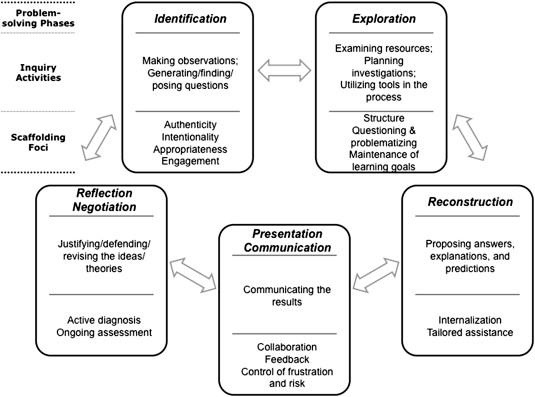 Problem-
solving Phases
Inquiry
Activities
Scaffolding
Foci
Identification
Making observations;
Generating/finding/
posing questions
Authenticity
Intentionality
Appropriateness
Engagement
Exploration
Examining resources;
Planning
investigations;
Utilizing tools in the
process
Structure
Questioning &
problematizing
Maintenance of
learning goals
Reflection
Negotiation
Justifying/defending/
revising the ideas/
theories
Active diagnosis
Ongoing assessment
Presentation
Communication
Communicating the
results
Collaboration
Feedback
Control of frustration
and risk
Reconstruction
Proposing answers,
explanations, and
predictions
Internalization
Tailored assistance